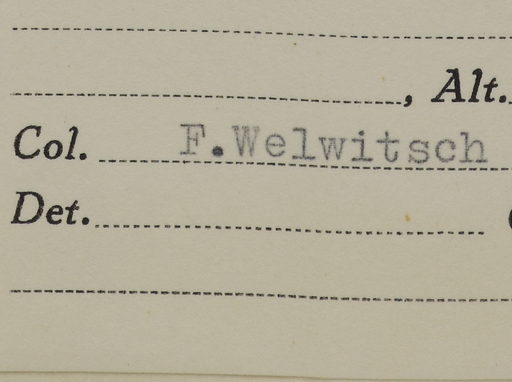 , Alt.
Col. F.Welwitsch
Det.